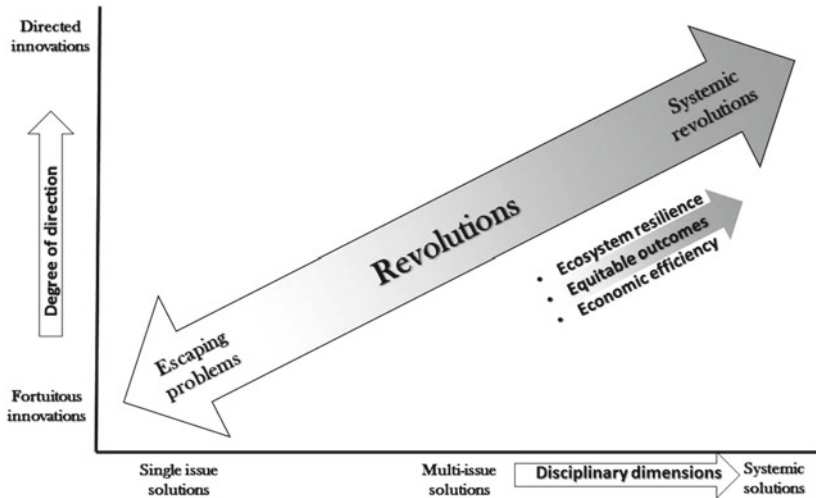 Directed
innovations
Degree of direction
Fortuitous
innovations
Systemic
revolutions
Revolutions
Escaping
problems
• Ecosystem resilience
• Equitable outcomes
• Economic efficiency
Single issue
solutions
Multi-issue
solutions
Disciplinary dimensions
Systemic
solutions